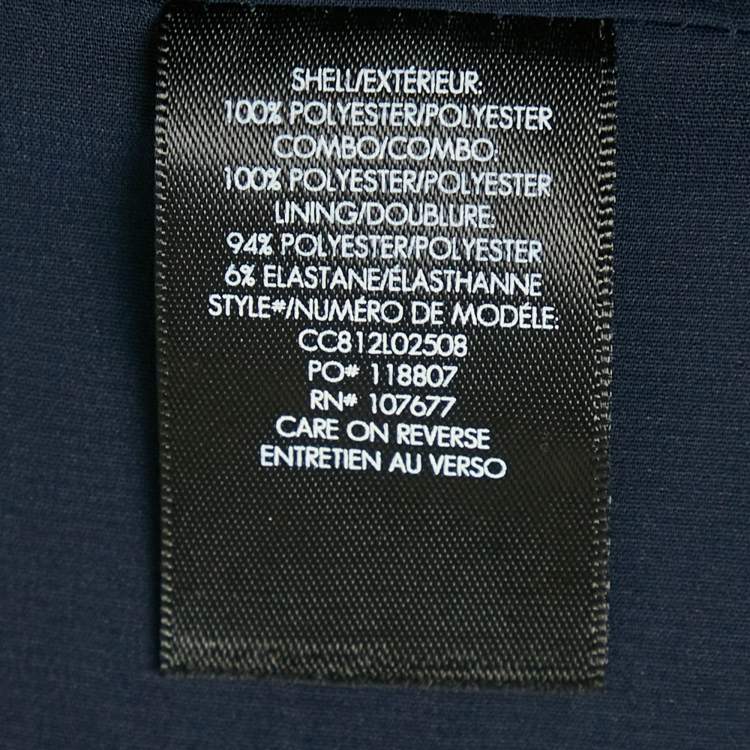 SHELL/EXTÉRIEUR:
100% POLYESTER/POLYESTER
COMBO/COMBO:
100% POLYESTER/POLYESTER
LINING/DOUBLURE:
94% POLYESTER/POLYESTER
6% ELASTANE/ÉLASTHANNE
STYLE#/NUMÉRO DE MODÉLE:
CC812L02508
PO# 118807
RN# 107677
CARE ON REVERSE
ENTRETIEN AU VERSO